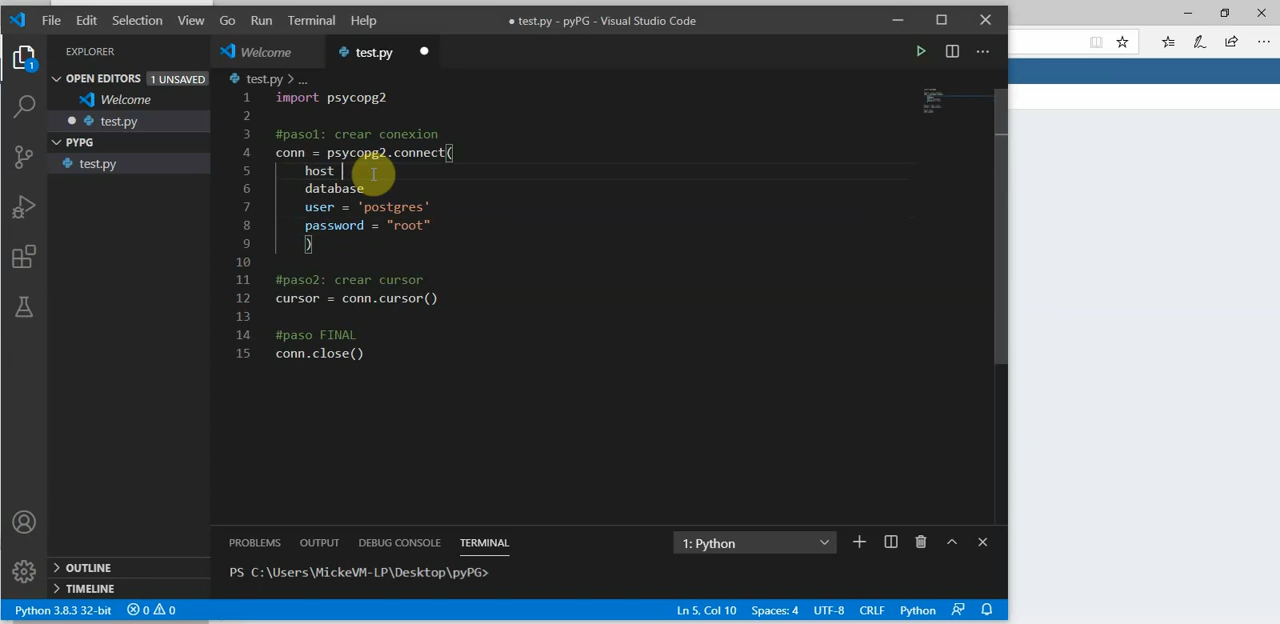 File Edit Selection View Go Run Terminal Help
● test.py - pyPG - Visual Studio Code
EXPLORER
Welcome
test.py
OPEN EDITORS 1 UNSAVED
test.py > ...
Welcome
test.py
PYPG
test.py
1 import psycopg2
2
3 #paso1: crear conexion
4 conn = psycopg2.connect(
5 host
6 database
7 user = 'postgres'
8 password = "root"
9 )
10
11 #paso2: crear cursor
12 cursor = conn.cursor()
13
14 #paso FINAL
15 conn.close()
1
PROBLEMS OUTPUT DEBUG CONSOLE TERMINAL 1: Python
PS C:\Users\MickeVM-LP\Desktop\pyPG>
OUTLINE
TIMELINE
Python 3.8.3 32-bit 0 0 Ln 5, Col 10 Spaces: 4 UTF-8 CRLF Python